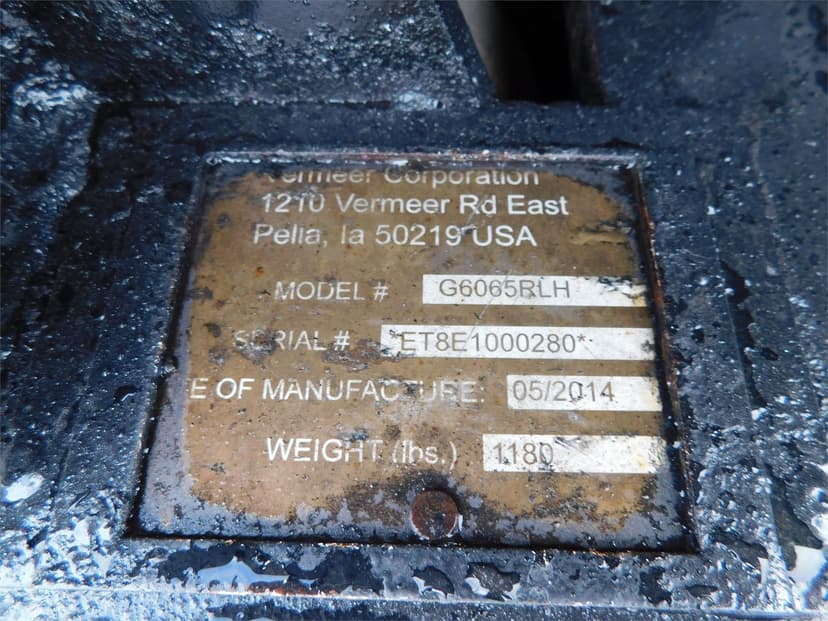 Vermeer Corporation
1210 Vermeer Rd East
Pella, Ia 50219 USA
MODEL # G6065RLH
SERIAL # ET8E1000280*
E OF MANUFACTURE: 05/2014
WEIGHT (lbs.) 1180